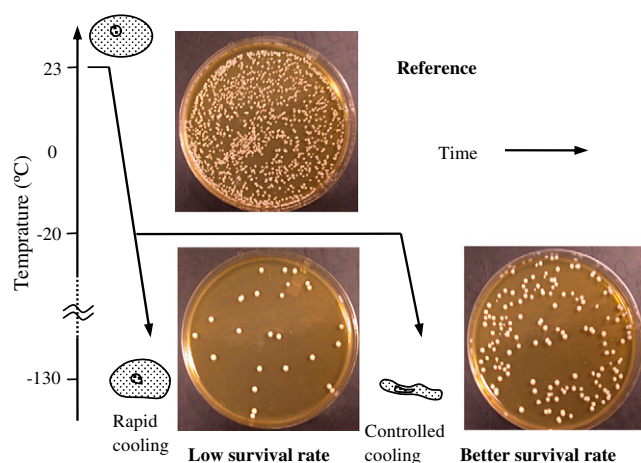 23
Reference
Temprature (ºC)
0
Time
-20
-130
Rapid
cooling
Low survival rate
Controlled
cooling
Better survival rate